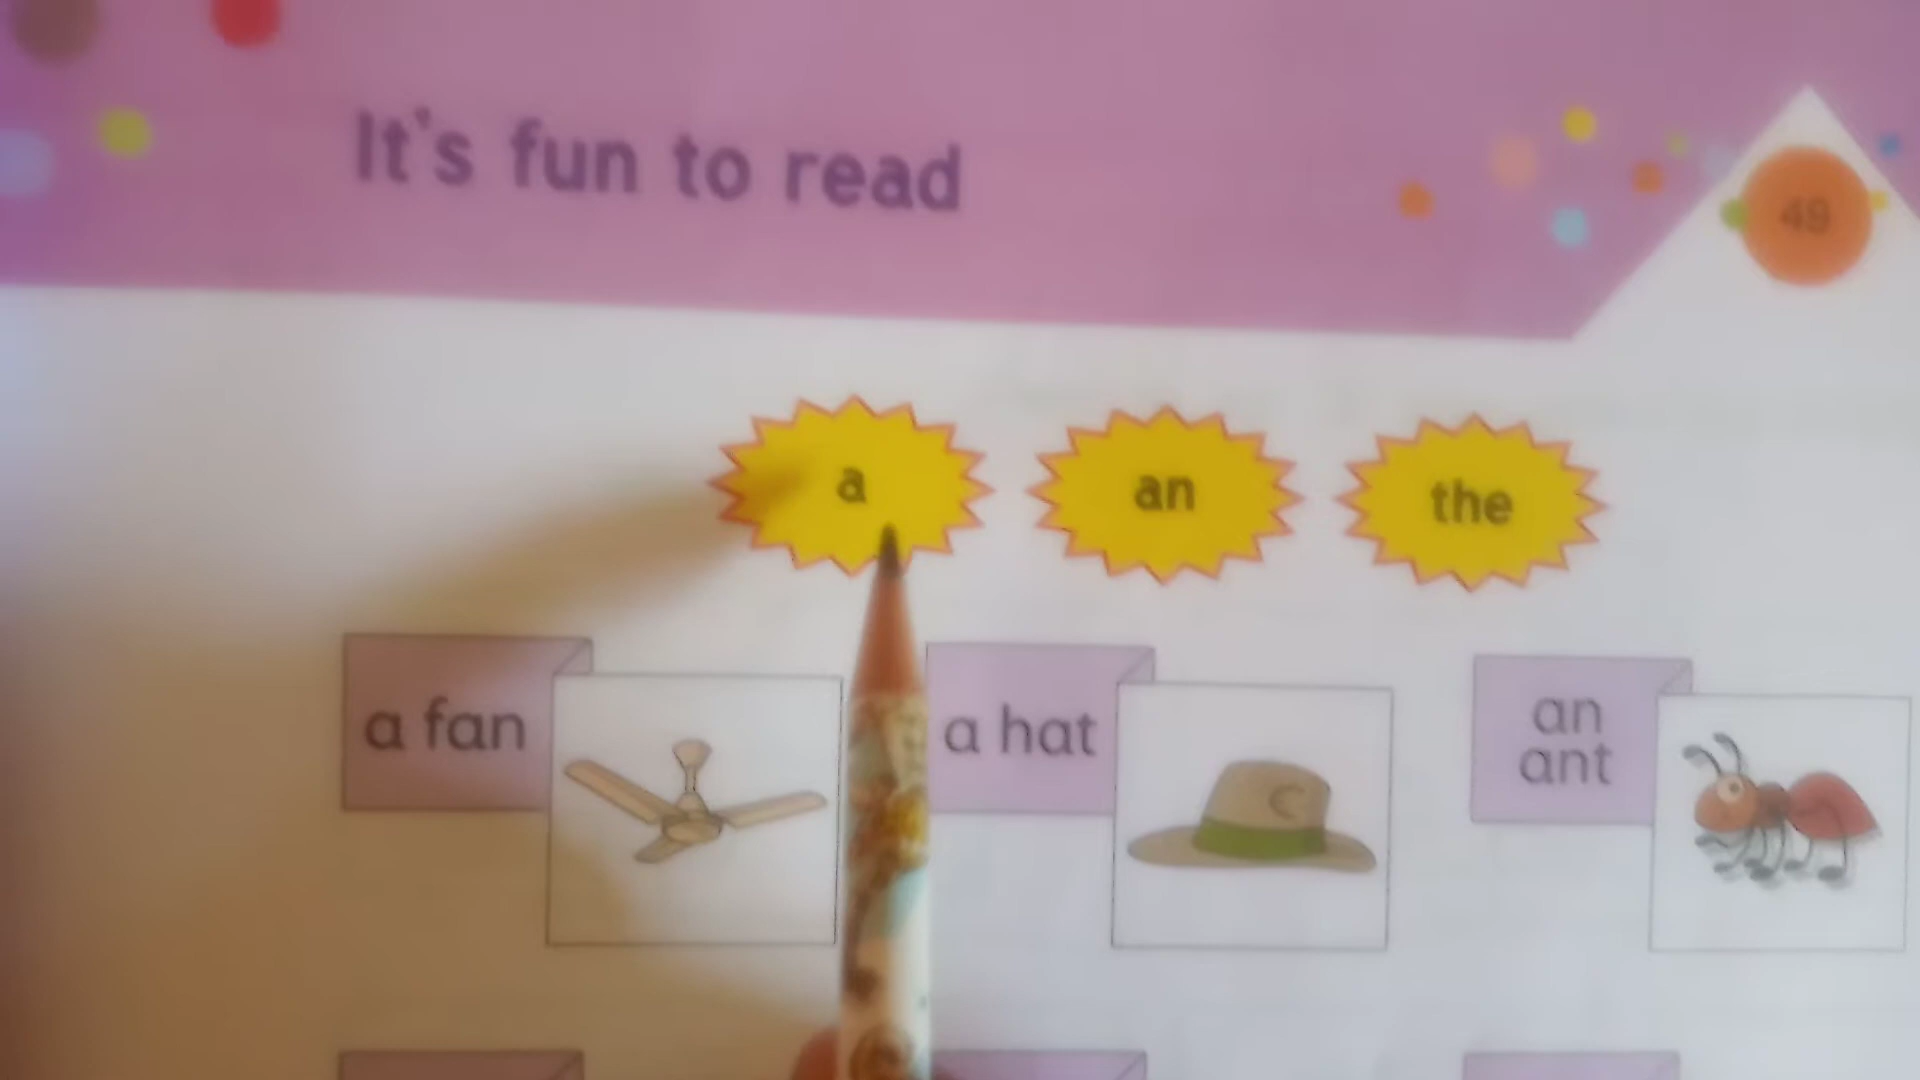 It's fun to read
49
a an the
a fan
a hat
an
ant